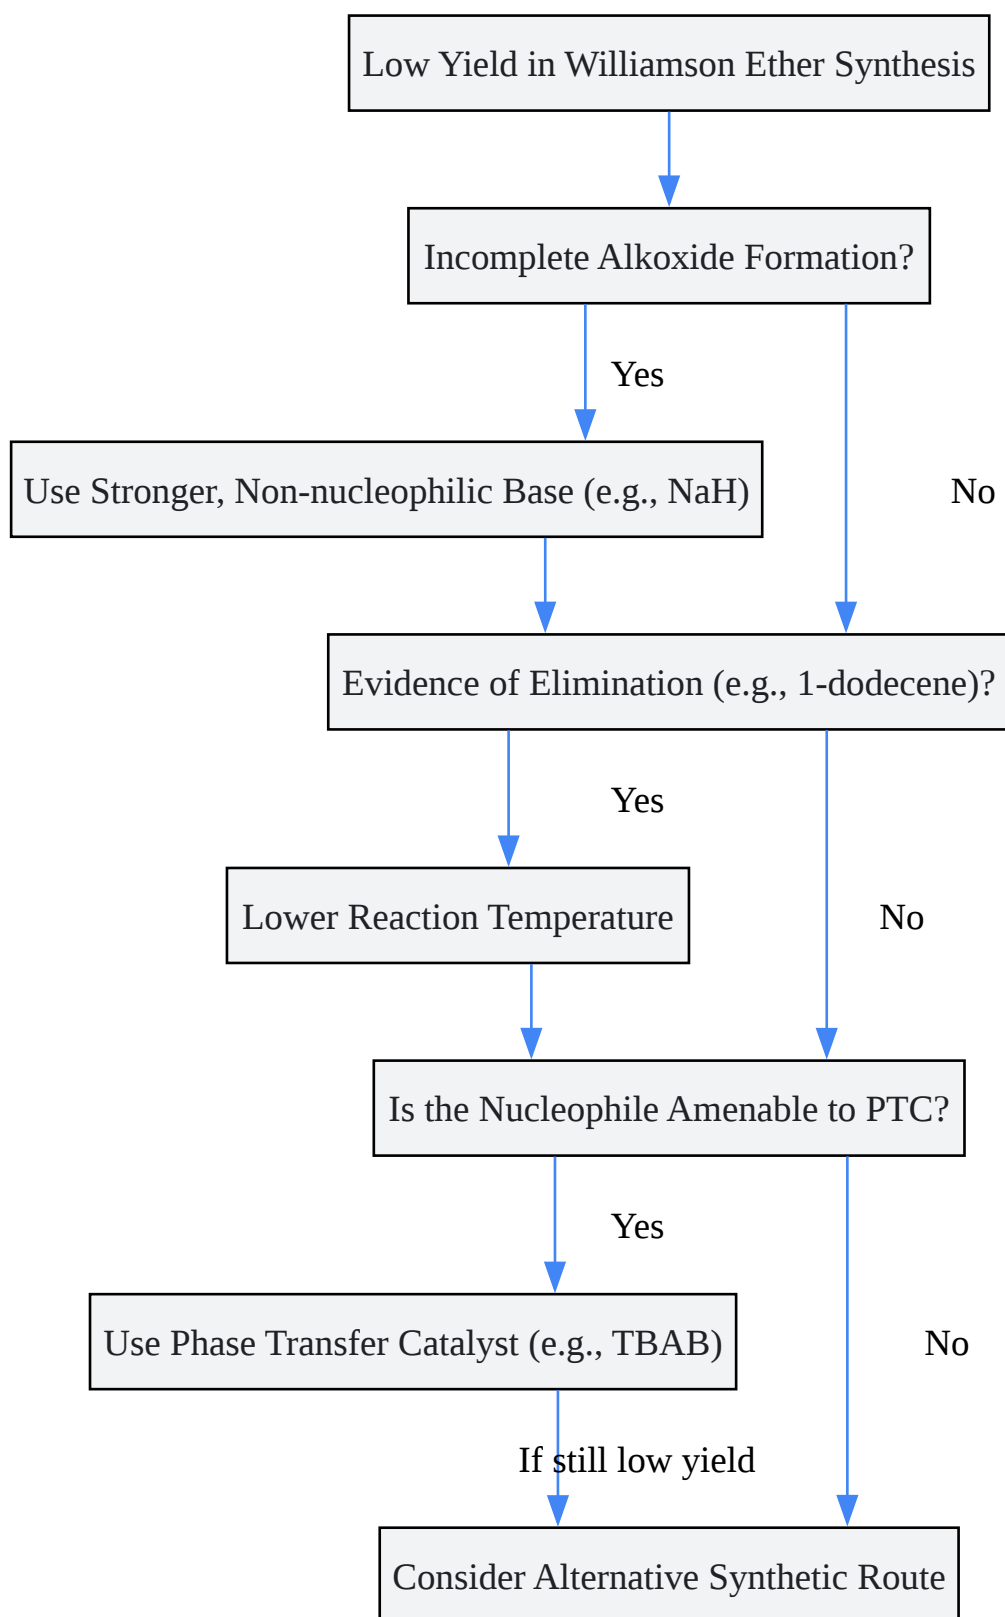 Low Yield in Williamson Ether Synthesis
Incomplete Alkoxide Formation?
Yes
Use Stronger, Non-nucleophilic Base (e.g., NaH)
No
Evidence of Elimination (e.g., 1-dodecene)?
Yes
Lower Reaction Temperature
No
Is the Nucleophile Amenable to PTC?
Yes
Use Phase Transfer Catalyst (e.g., TBAB)
No
If still low yield
Consider Alternative Synthetic Route